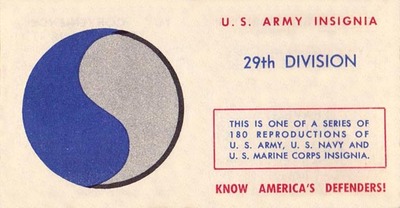 U. S. ARMY INSIGNIA
29th DIVISION
THIS IS ONE OF A SERIES OF
180 REPRODUCTIONS OF
U. S. ARMY, U. S. NAVY AND
U. S. MARINE CORPS INSIGNIA.
KNOW AMERICA'S DEFENDERS!